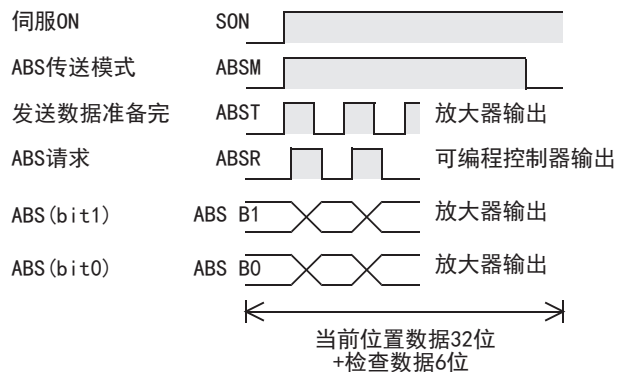 伺服ON SON
ABS传送模式 ABSM
发送数据准备完 ABST 放大器输出
ABS请求 ABSR 可编程控制器输出
ABS(bit1) ABS B1 放大器输出
ABS(bit0) ABS B0 放大器输出
当前位置数据32位
+检查数据6位